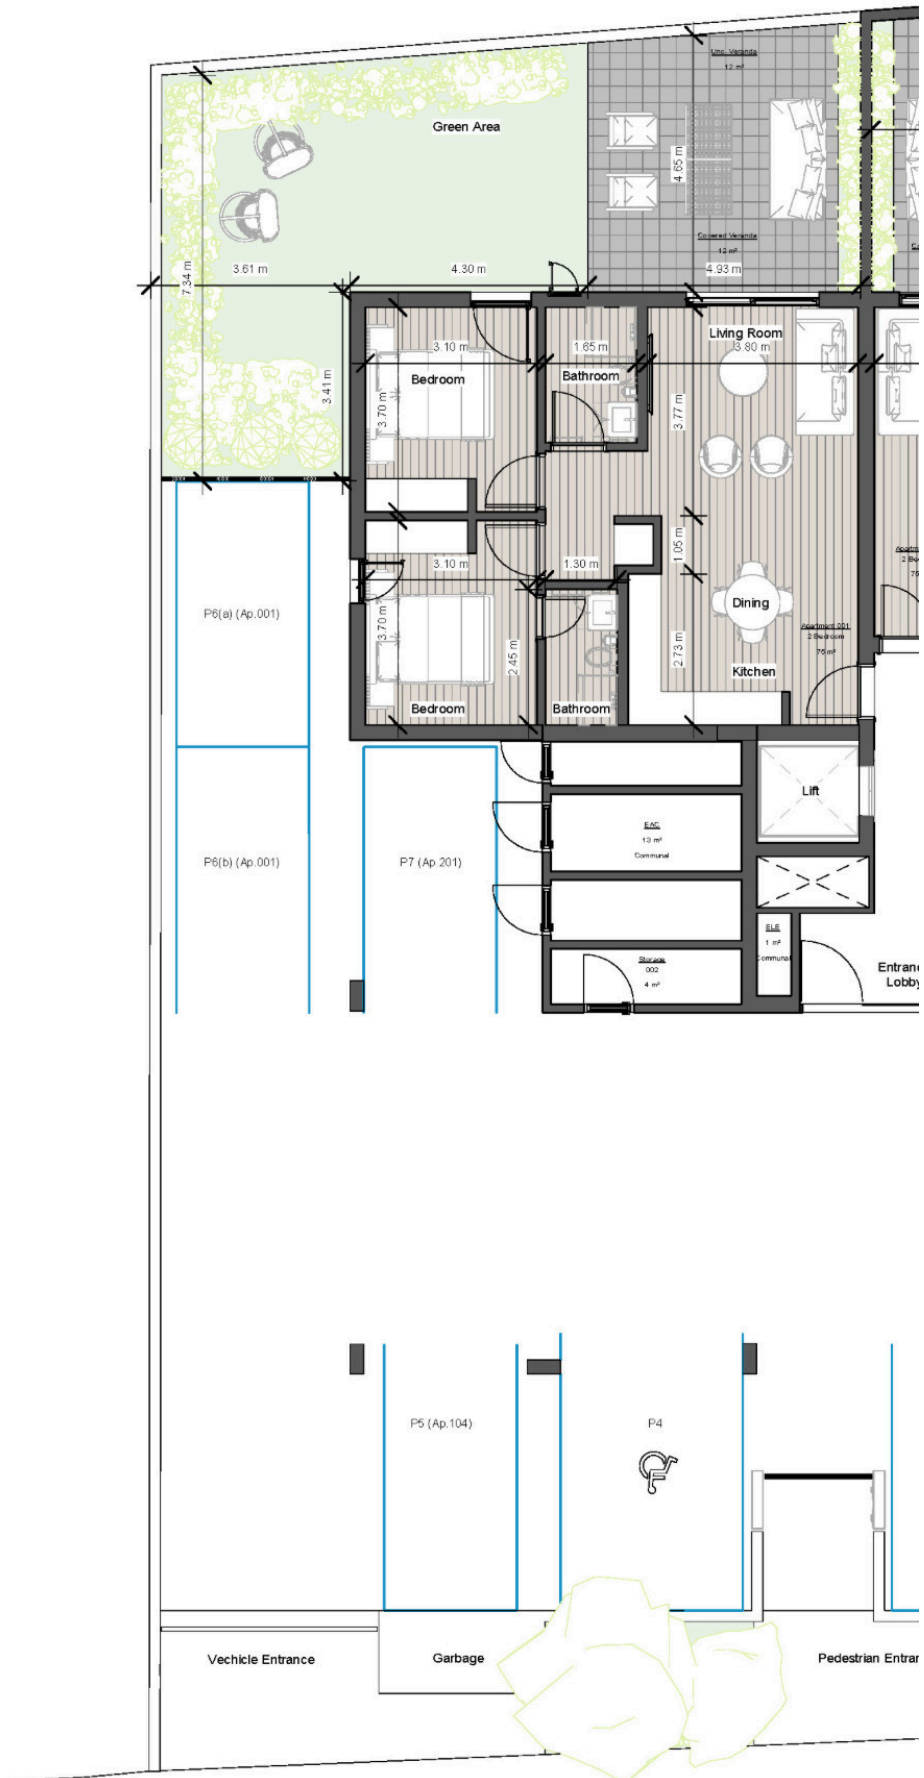 Unc. Veranda
12 m²
Green Area
4.65 m
Covered Veranda
12 m²
7.34 m
3.61 m
4.30 m
4.93 m
Living Room
3.10 m
1.65 m
3.80 m
Bedroom
Bathroom
3.41 m
3.70 m
3.77 m
1.05 m
3.10 m
1.30 m
P6(a) (Ap.001)
3.70 m
Dining
Apartment 001
2 Bedroom
76 m²
2.45 m
2.73 m
Kitchen
Bedroom
Bathroom
Lift
EAC
13 m²
Communal
P6(b) (Ap.001)
P7 (Ap.201)
ELE
1 m²
Communal
Storage
002
4 m²
Entranc
Lobby
P5 (Ap.104)
P4
Vechicle Entrance
Garbage
Pedestrian Entran